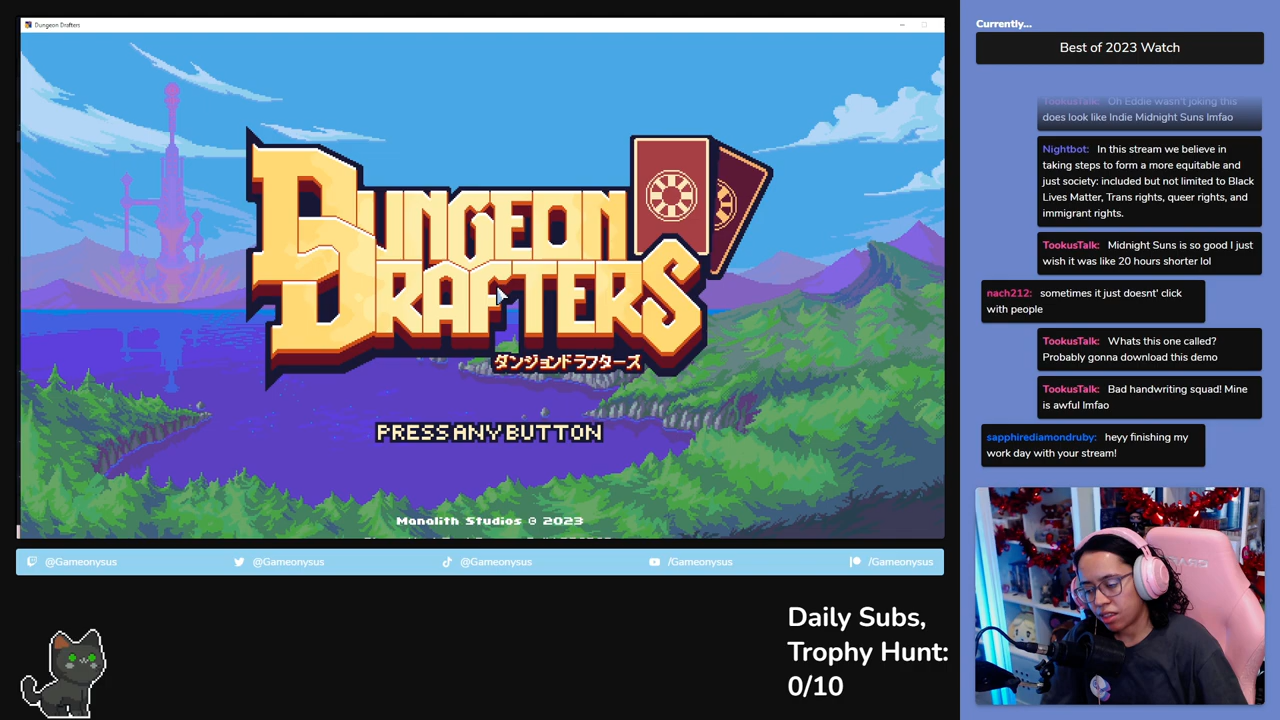 Dungeon Drafters
DUNGEON
DRAFTERS
ダンジョンドラフターズ
PRESS ANY BUTTON
Manalith Studios © 2023
@Gameonysus
@Gameonysus
@Gameonysus
/Gameonysus
/Gameonysus
Daily Subs,
Trophy Hunt:
0/10
Currently...
Best of 2023 Watch
TookusTalk: Oh Eddie wasn't joking this
does look like Indie Midnight Suns lmfao
Nightbot: In this stream we believe in
taking steps to form a more equitable and
just society: included but not limited to Black
Lives Matter, Trans rights, queer rights, and
immigrant rights.
TookusTalk: Midnight Suns is so good I just
wish it was like 20 hours shorter lol
nach212: sometimes it just doesnt' click
with people
TookusTalk: Whats this one called?
Probably gonna download this demo
TookusTalk: Bad handwriting squad! Mine
is awful lmfao
sapphirediamondruby: heyy finishing my
work day with your stream!